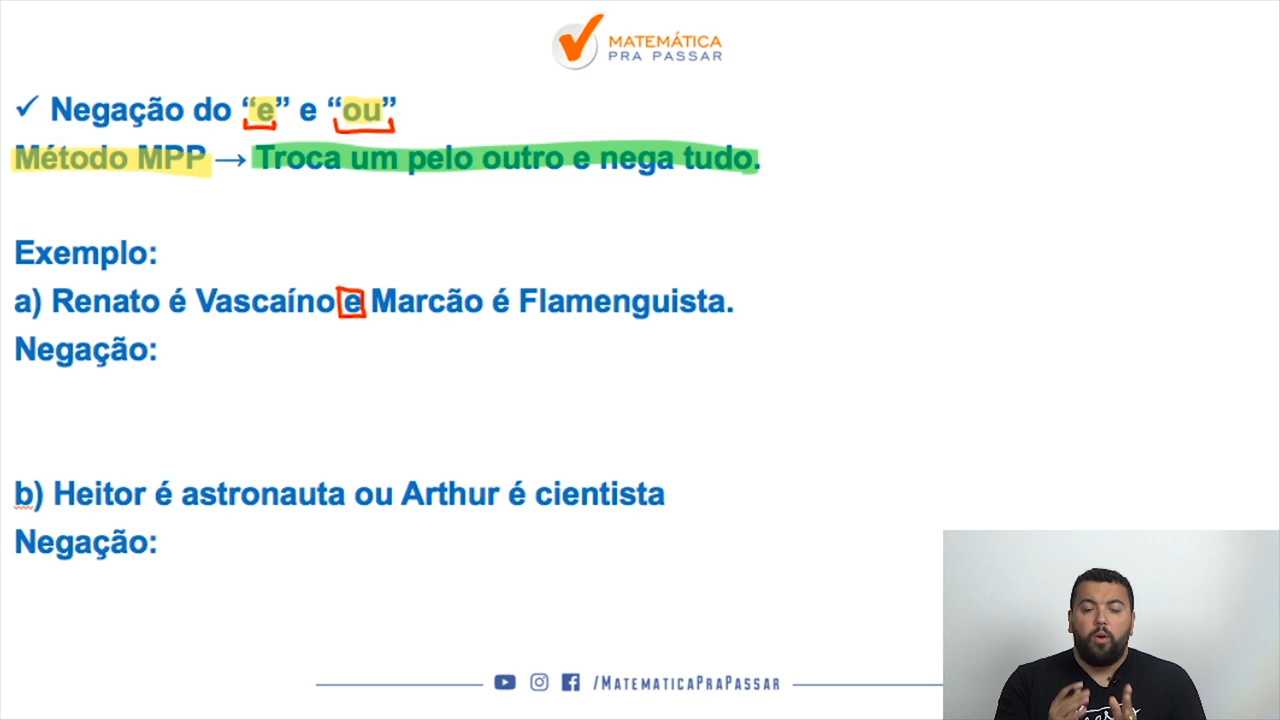 MATEMÁTICA
PRA PASSAR
✓ Negação do “e” e “ou”
Método MPP → Troca um pelo outro e nega tudo.
Exemplo:
a) Renato é Vascaíno e Marcão é Flamenguista.
Negação:
b) Heitor é astronauta ou Arthur é cientista
Negação:
/MATEMATICAPRAPASSAR